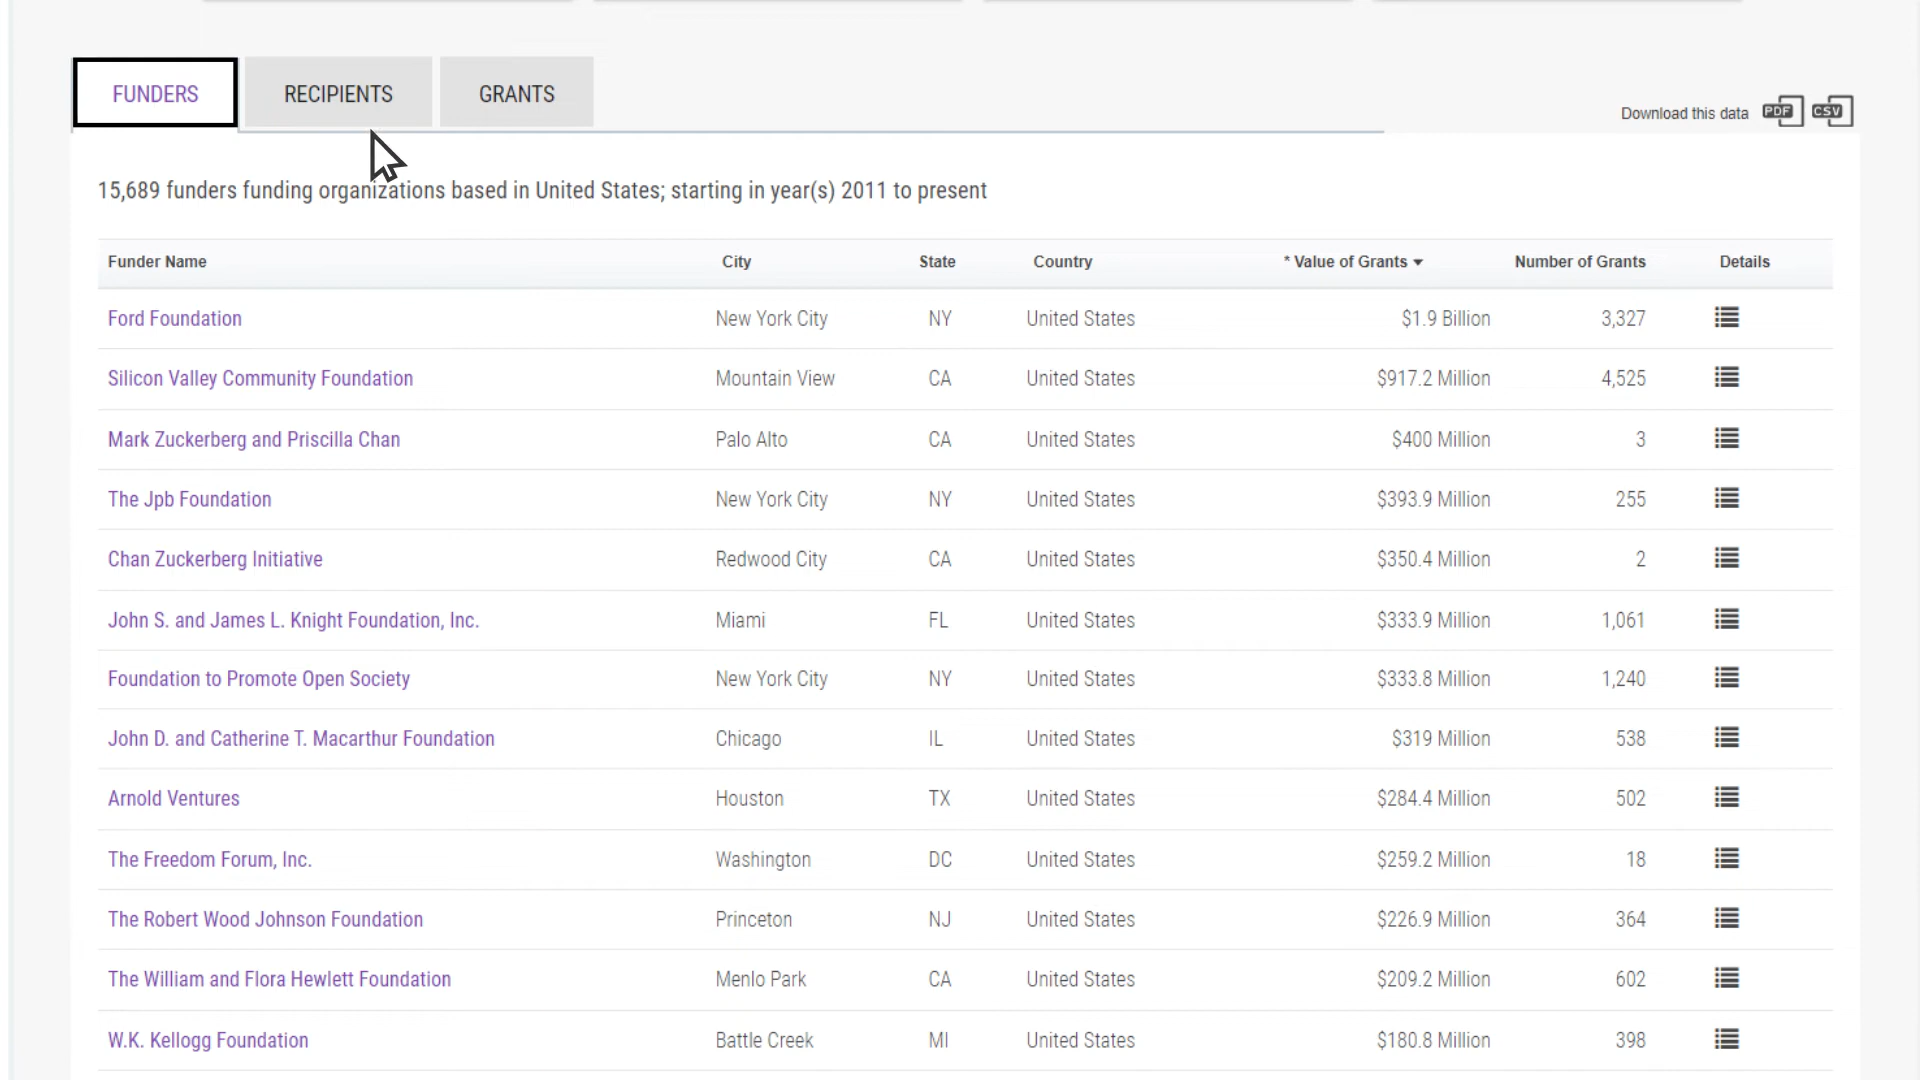 FUNDERS RECIPIENTS GRANTS
Download this data PDF CSV
15,689 funders funding organizations based in United States; starting in year(s) 2011 to present
Funder Name City State Country * Value of Grants Number of Grants Details
Ford Foundation New York City NY United States $1.9 Billion 3,327
Silicon Valley Community Foundation Mountain View CA United States $917.2 Million 4,525
Mark Zuckerberg and Priscilla Chan Palo Alto CA United States $400 Million 3
The Jpb Foundation New York City NY United States $393.9 Million 255
Chan Zuckerberg Initiative Redwood City CA United States $350.4 Million 2
John S. and James L. Knight Foundation, Inc. Miami FL United States $333.9 Million 1,061
Foundation to Promote Open Society New York City NY United States $333.8 Million 1,240
John D. and Catherine T. Macarthur Foundation Chicago IL United States $319 Million 538
Arnold Ventures Houston TX United States $284.4 Million 502
The Freedom Forum, Inc. Washington DC United States $259.2 Million 18
The Robert Wood Johnson Foundation Princeton NJ United States $226.9 Million 364
The William and Flora Hewlett Foundation Menlo Park CA United States $209.2 Million 602
W.K. Kellogg Foundation Battle Creek MI United States $180.8 Million 398